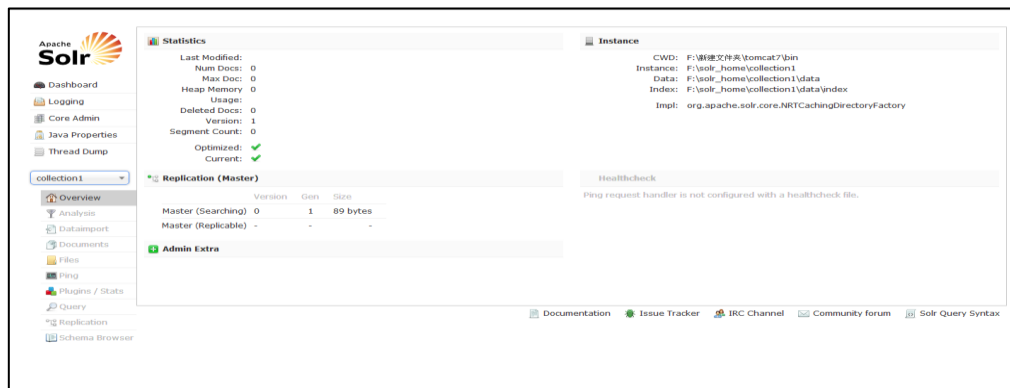 Apache
Solr
Dashboard
Logging
Core Admin
Java Properties
Thread Dump
collection1
Overview
Analysis
Dataimport
Documents
Files
Ping
Plugins / Stats
Query
Replication
Schema Browser
Statistics
Last Modified:
Num Docs: 0
Max Doc: 0
Heap Memory 0
Usage:
Deleted Docs: 0
Version: 1
Segment Count: 0
Optimized:
Current:
Instance
CWD: F:\新建文件夹\tomcat7\bin
Instance: F:\solr_home\collection1
Data: F:\solr_home\collection1\data
Index: F:\solr_home\collection1\data\index
Impl: org.apache.solr.core.NRTCachingDirectoryFactory
Replication (Master)
Version Gen Size
Master (Searching) 0 1 89 bytes
Master (Replicable) - - -
Healthcheck
Ping request handler is not configured with a healthcheck file.
Admin Extra
Documentation Issue Tracker IRC Channel Community forum Solr Query Syntax